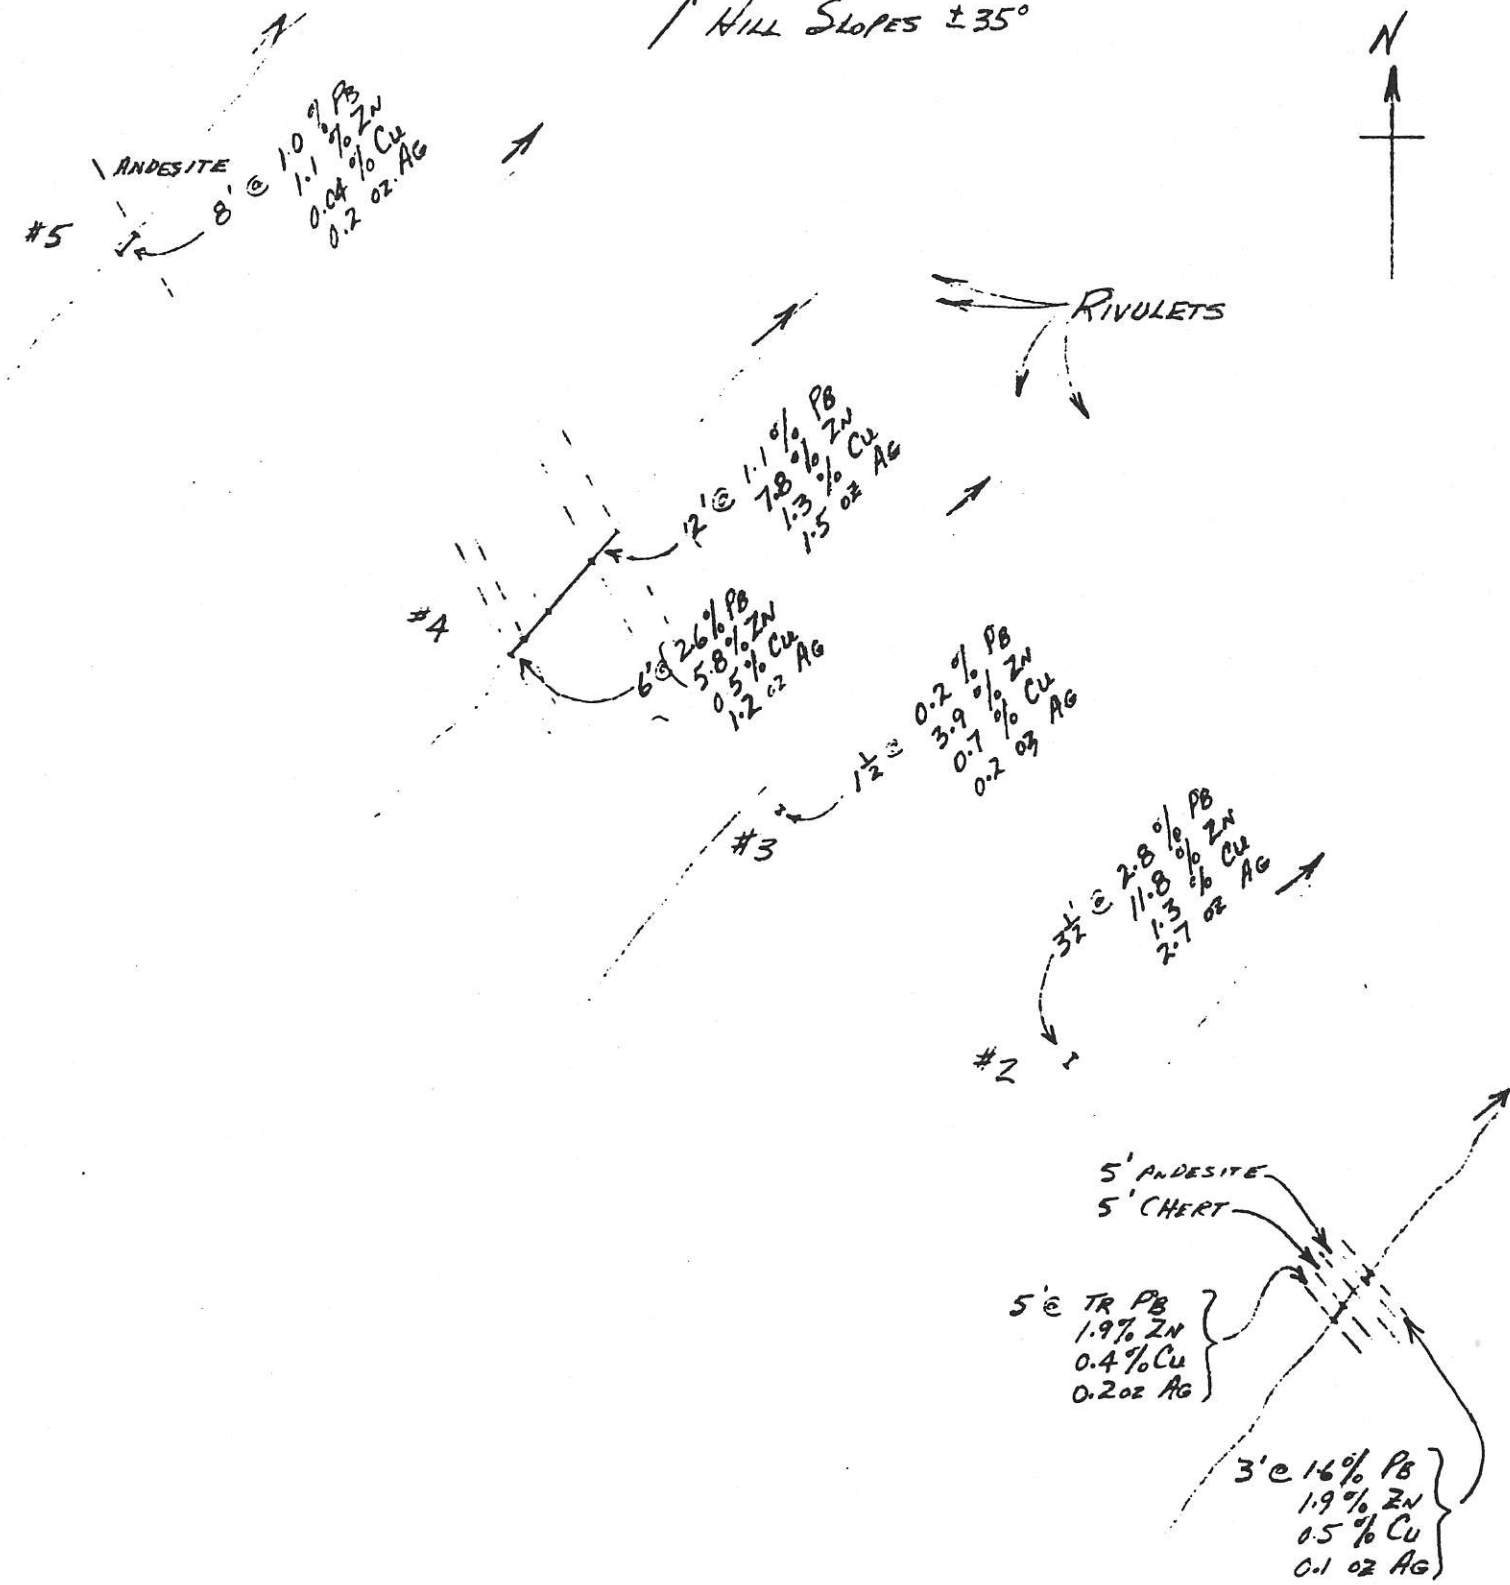 HILL SLOPES ± 35°
N
ANDESITE
#5
8' @ 1.0 % PB
1.1 % ZN
0.04 % CU
0.2 OZ. AG
RIVULETS
#4
12' @ 1.1 % PB
7.8 % ZN
1.3 % CU
1.5 OZ AG
6' @ 2.6 % PB
5.8 % ZN
0.5 % CU
1.2 OZ AG
#3
1 1/2 @ 0.2 % PB
3.9 % ZN
0.7 % CU
0.2 OZ AG
#2
3 1/2' @ 2.8 % PB
11.8 % ZN
1.3 % CU
2.7 OZ AG
5' ANDESITE
5' CHERT
5' @ TR PB
1.9 % ZN
0.4 % CU
0.2 OZ AG
3' @ 1.6 % PB
1.9 % ZN
0.5 % CU
0.1 OZ AG